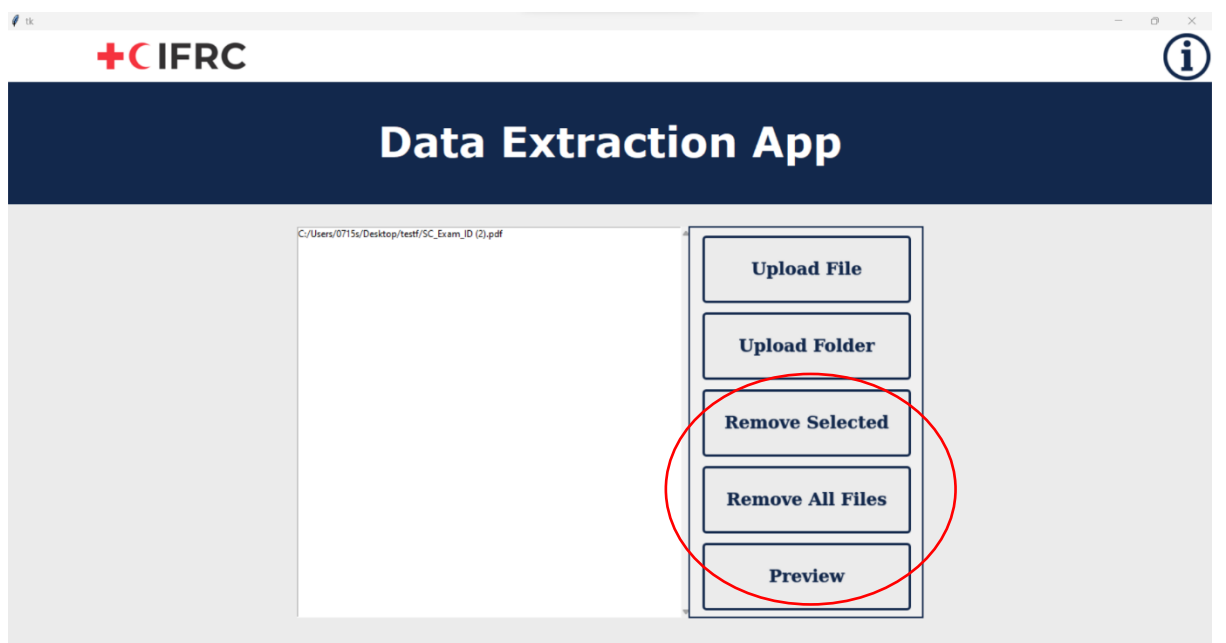 tk
IFRC
i
Data Extraction App
C:/Users/0715s/Desktop/testf/SC_Exam_ID (2).pdf
Upload File
Upload Folder
Remove Selected
Remove All Files
Preview